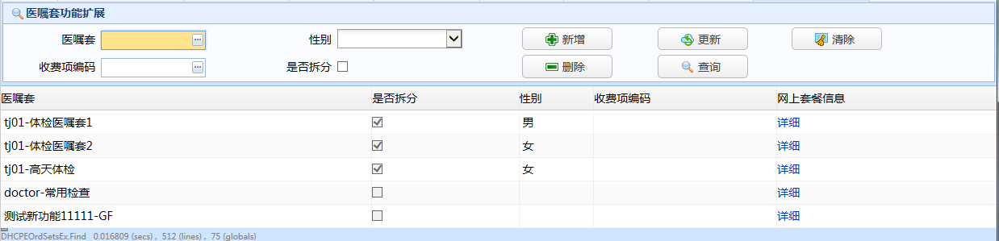 医嘱套功能扩展
医嘱套 性别 新增 更新 清除
收费项编码 是否拆分 删除 查询
医嘱套 是否拆分 性别 收费项编码 网上套餐信息
tj01-体检医嘱套1 男 详细
tj01-体检医嘱套2 女 详细
tj01-高天体检 女 详细
doctor-常用检查 详细
测试新功能11111-GF 详细
DHCPEOrdSetsEx.Find 0.016809 (secs) , 512 (lines) , 75 (globals)